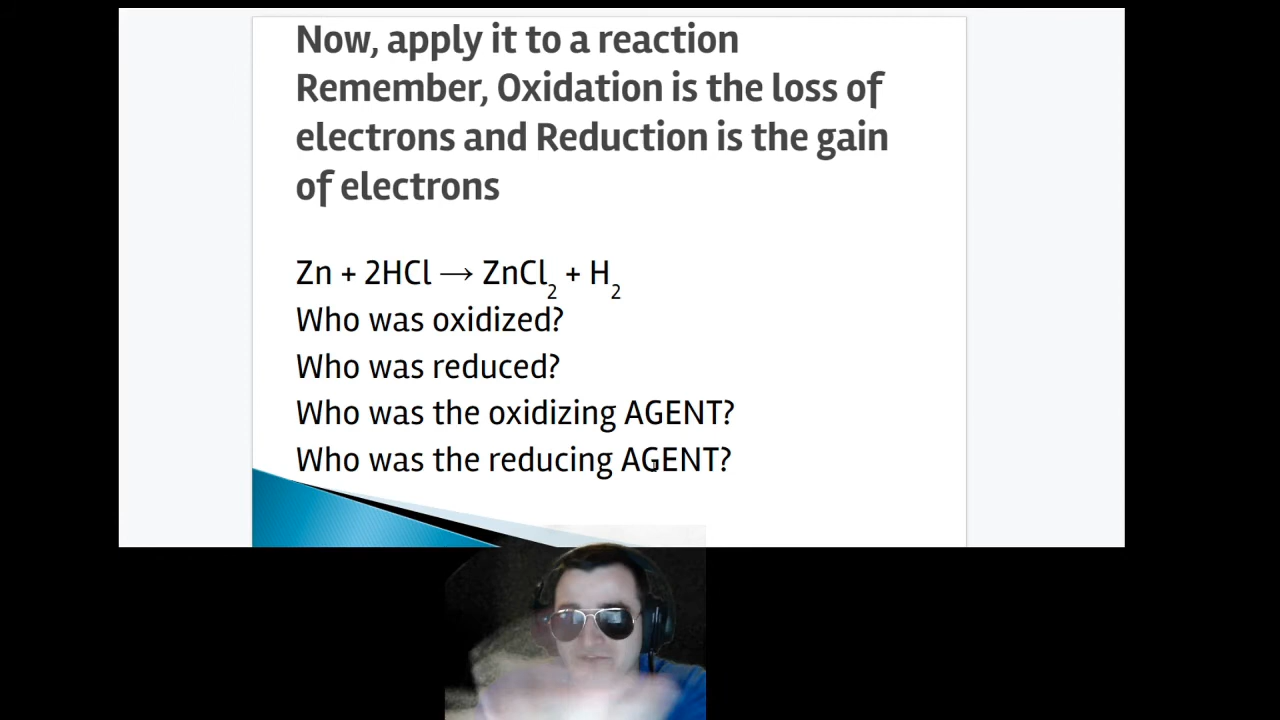 Now, apply it to a reaction
Remember, Oxidation is the loss of
electrons and Reduction is the gain
of electrons
Zn + 2HCl → ZnCl₂ + H₂
Who was oxidized?
Who was reduced?
Who was the oxidizing AGENT?
Who was the reducing AGENT?